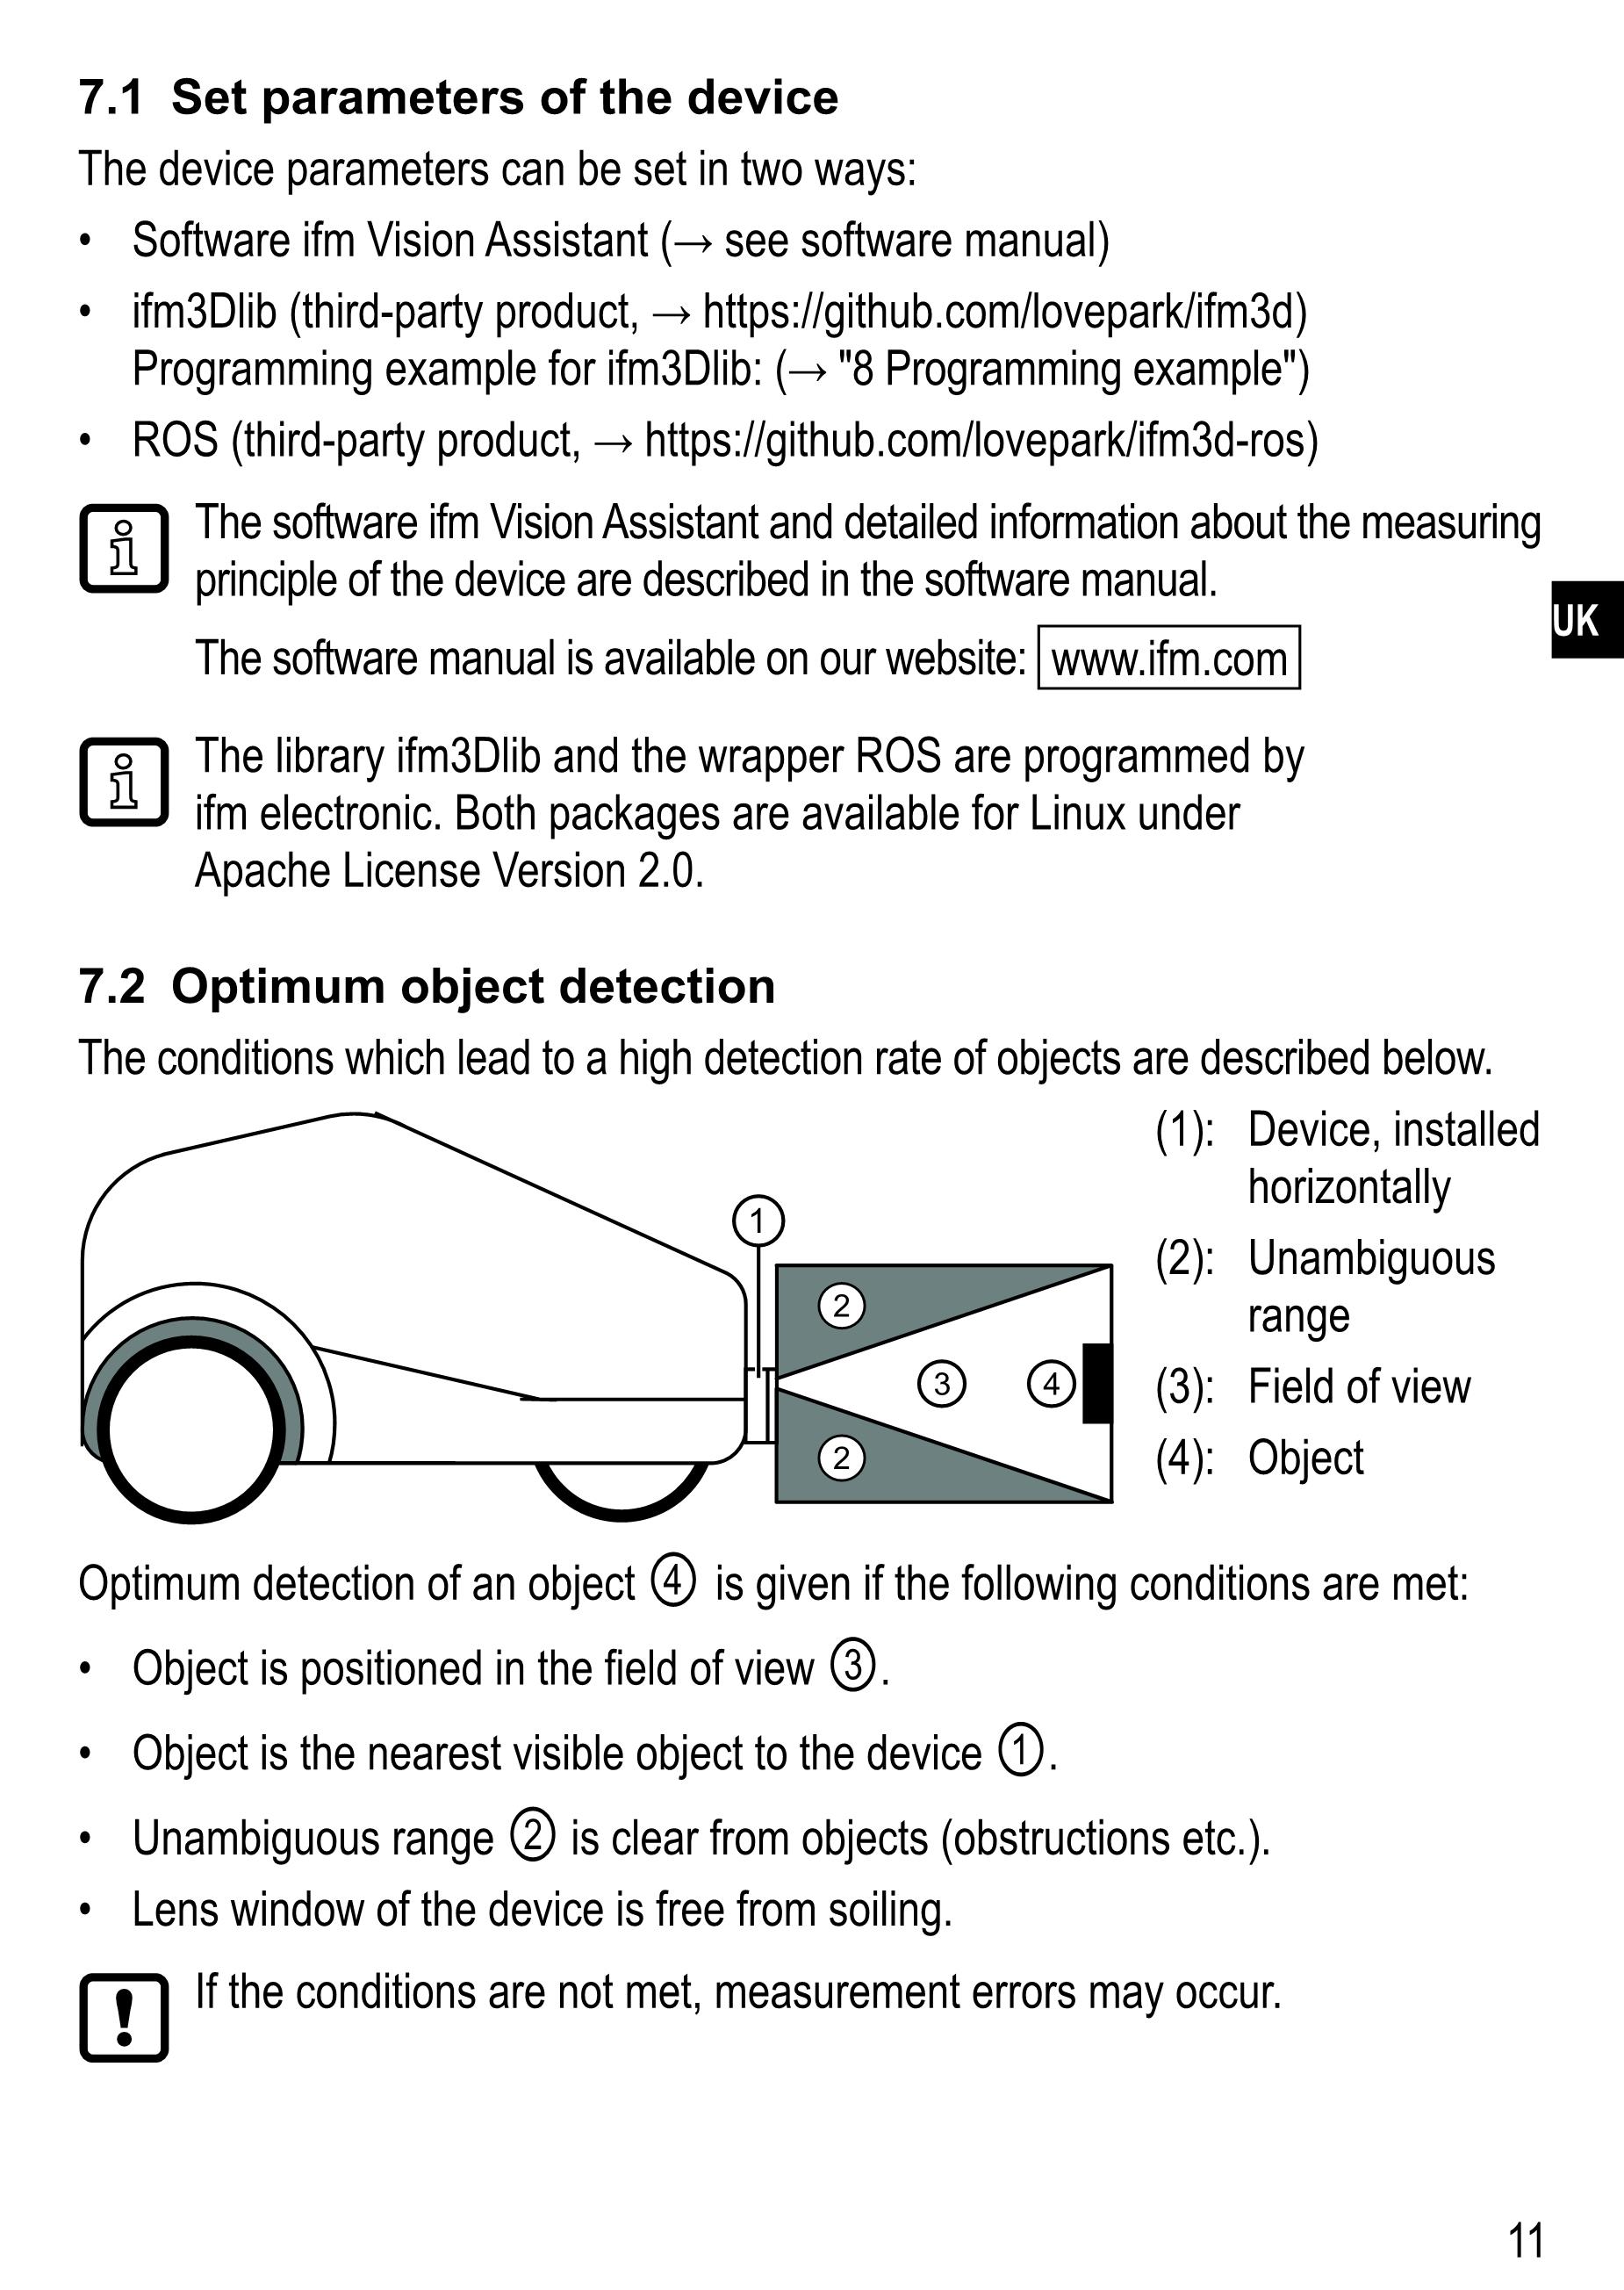 7.1 Set parameters of the device
The device parameters can be set in two ways:
• Software ifm Vision Assistant (→ see software manual)
• ifm3Dlib (third-party product, → https://github.com/lovepark/ifm3d)
Programming example for ifm3Dlib: (→ "8 Programming example")
• ROS (third-party product, → https://github.com/lovepark/ifm3d-ros)
The software ifm Vision Assistant and detailed information about the measuring
principle of the device are described in the software manual.
UK
The software manual is available on our website: www.ifm.com
The library ifm3Dlib and the wrapper ROS are programmed by
ifm electronic. Both packages are available for Linux under
Apache License Version 2.0.
7.2 Optimum object detection
The conditions which lead to a high detection rate of objects are described below.
1
2
3
4
2
(1): Device, installed
horizontally
(2): Unambiguous
range
(3): Field of view
(4): Object
Optimum detection of an object ④ is given if the following conditions are met:
• Object is positioned in the field of view ③.
• Object is the nearest visible object to the device ①.
• Unambiguous range ② is clear from objects (obstructions etc.).
• Lens window of the device is free from soiling.
If the conditions are not met, measurement errors may occur.
11